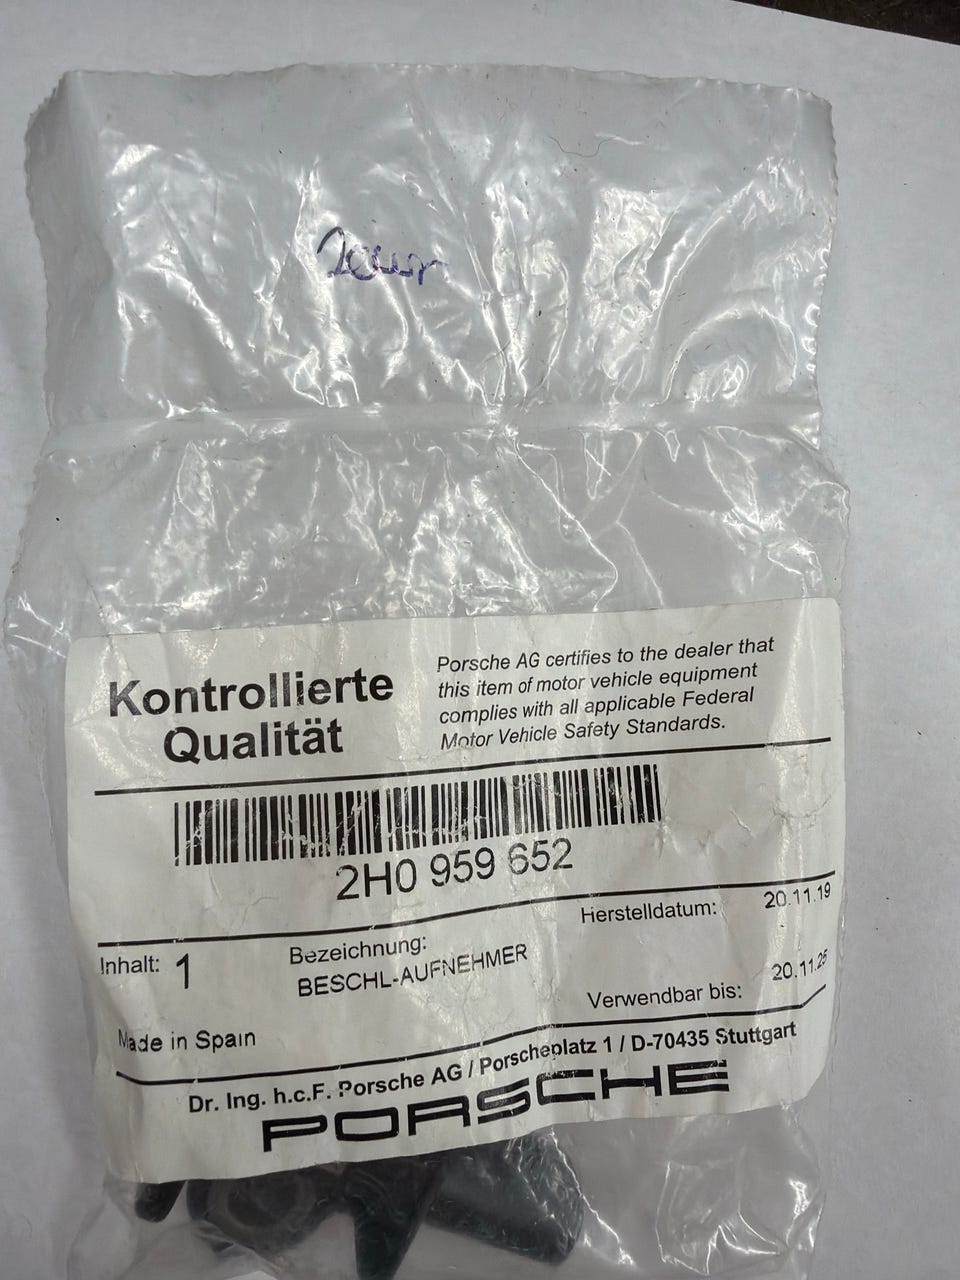 Kontrollierte
Qualität
Porsche AG certifies to the dealer that
this item of motor vehicle equipment
complies with all applicable Federal
Motor Vehicle Safety Standards.
2H0 959 652
Inhalt: 1
Bezeichnung:
BESCHL-AUFNEHMER
Herstelldatum: 20.11.19
Verwendbar bis: 20.11.25
Made in Spain
Dr. Ing. h.c.F. Porsche AG / Porscheplatz 1 / D-70435 Stuttgart
PORSCHE